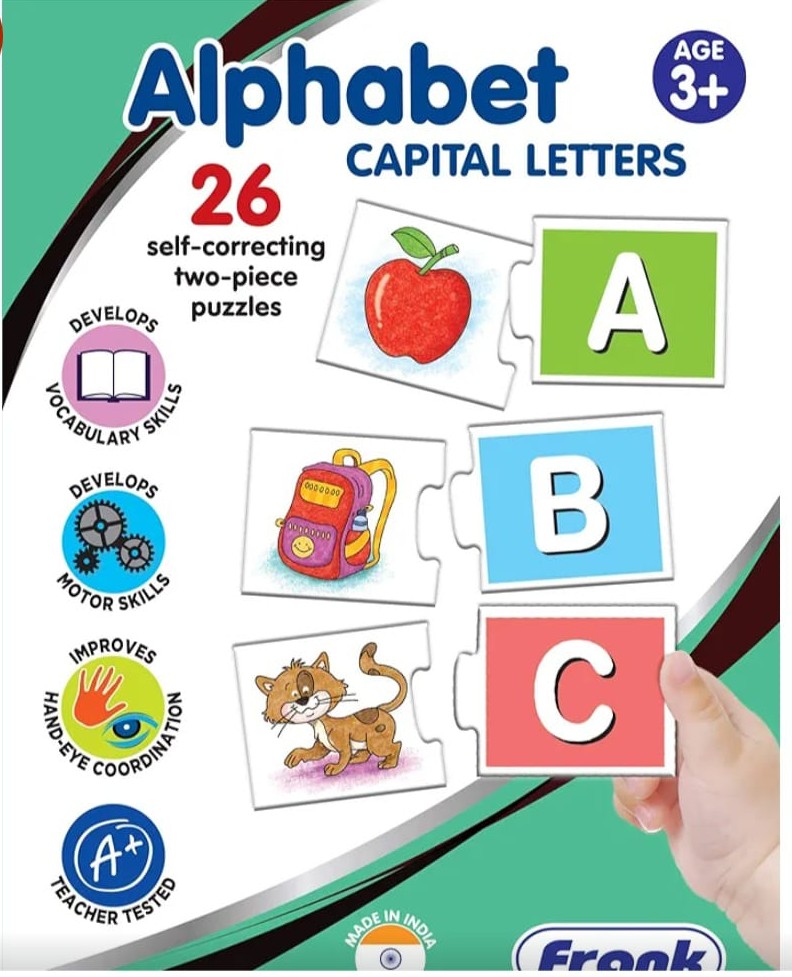 Alphabet
AGE
3+
CAPITAL LETTERS
26
self-correcting
two-piece
puzzles
A
DEVELOPS
VOCABULARY SKILLS
B
DEVELOPS
MOTOR SKILLS
C
IMPROVES
HAND-EYE COORDINATION
A+
TEACHER TESTED
MADE IN INDIA
Frank